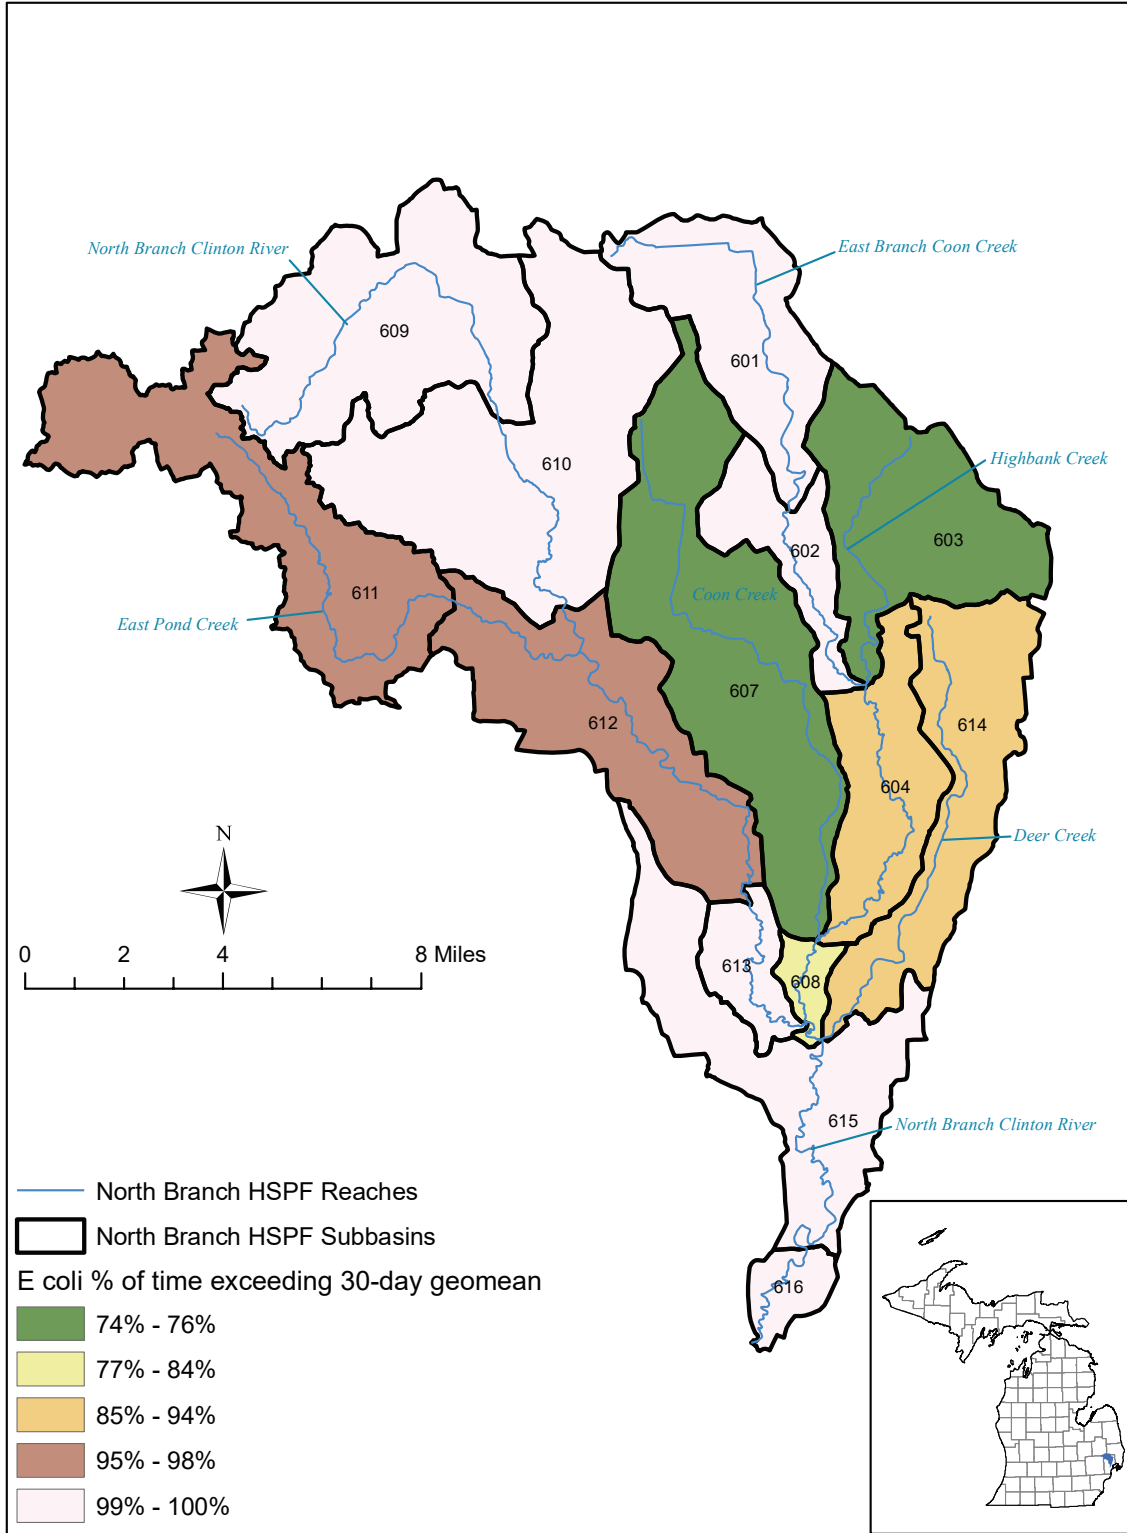 North Branch Clinton River
East Branch Coon Creek
609
601
610
Highbank Creek
603
602
611
Coon Creek
East Pond Creek
607
612
614
604
Deer Creek
N
0 2 4 8 Miles
613
608
615
North Branch Clinton River
North Branch HSPF Reaches
North Branch HSPF Subbasins
616
E coli % of time exceeding 30-day geomean
74% - 76%
77% - 84%
85% - 94%
95% - 98%
99% - 100%